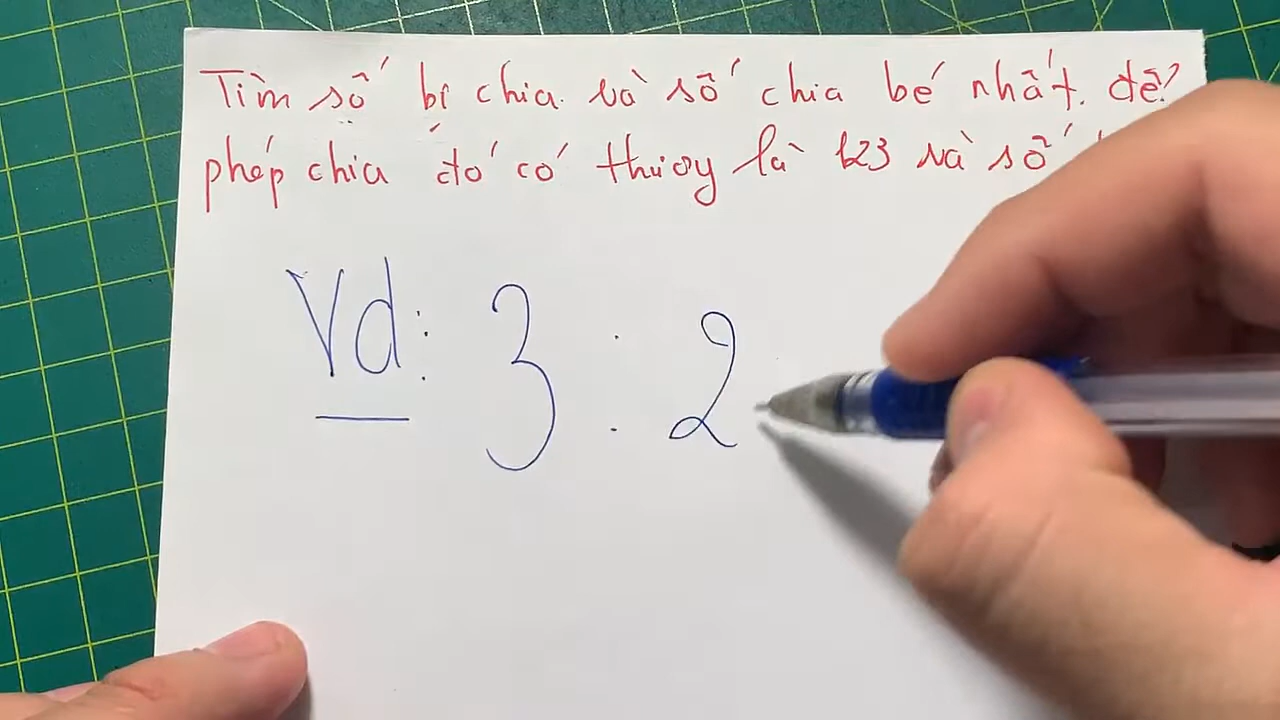 Tìm số bị chia và số chia bé nhất để
phép chia đó có thương là 123 và số
Vd: 3 : 2